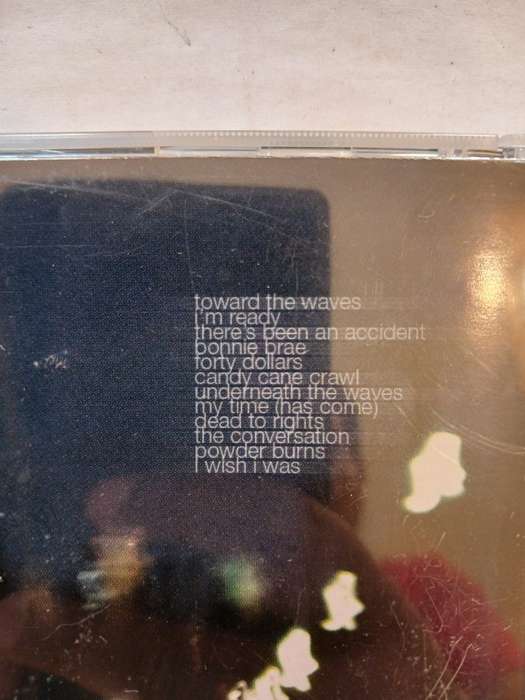 toward the waves
i'm ready
there's been an accident
bonnie brae
forty dollars
candy cane crawl
underneath the waves
my time (has come)
dead to rights
the conversation
powder burns
i wish i was